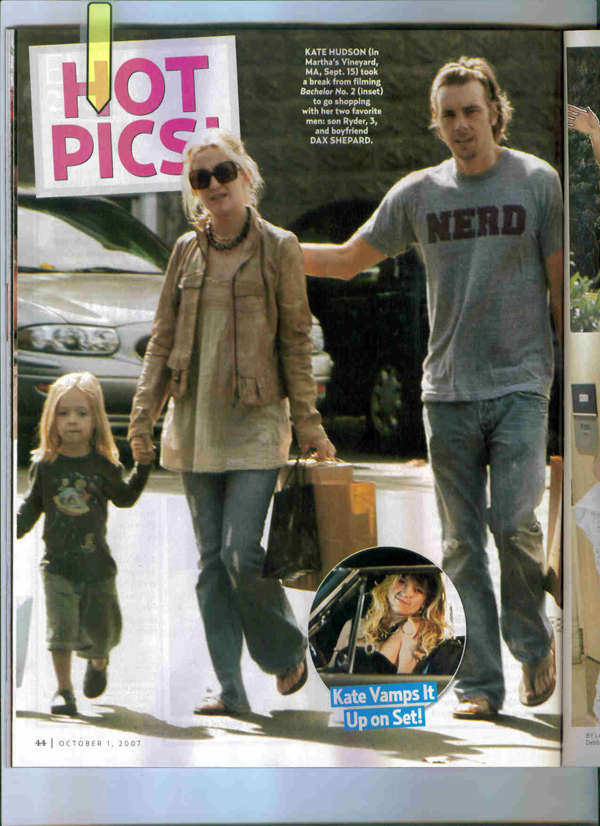 HOT
PICS!
KATE HUDSON (in
Martha's Vineyard,
MA, Sept. 15) took
a break from filming
Bachelor No. 2 (inset)
to go shopping
with her two favorite
men: son Ryder, 3,
and boyfriend
DAX SHEPARD.
NERD
Kate Vamps It
Up on Set!
44 | OCTOBER 1, 2007
BY L